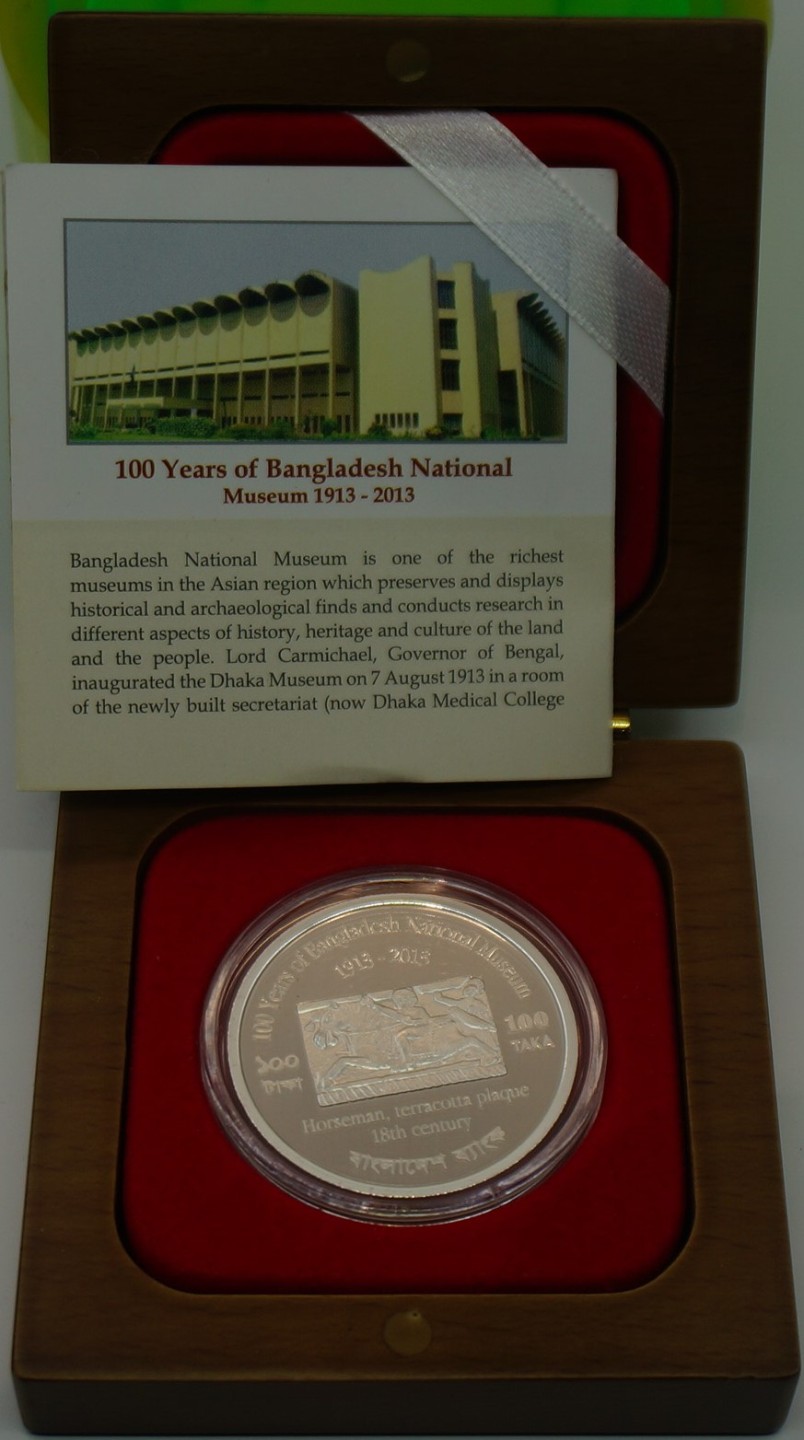 100 Years of Bangladesh National
Museum 1913 - 2013
Bangladesh National Museum is one of the richest
museums in the Asian region which preserves and displays
historical and archaeological finds and conducts research in
different aspects of history, heritage and culture of the land
and the people. Lord Carmichael, Governor of Bengal,
inaugurated the Dhaka Museum on 7 August 1913 in a room
of the newly built secretariat (now Dhaka Medical College
100 Years of Bangladesh National Museum
1913 - 2013
১০০
টাকা
100
TAKA
Horseman, terracotta plaque
18th century
বাংলাদেশ ব্যাংক